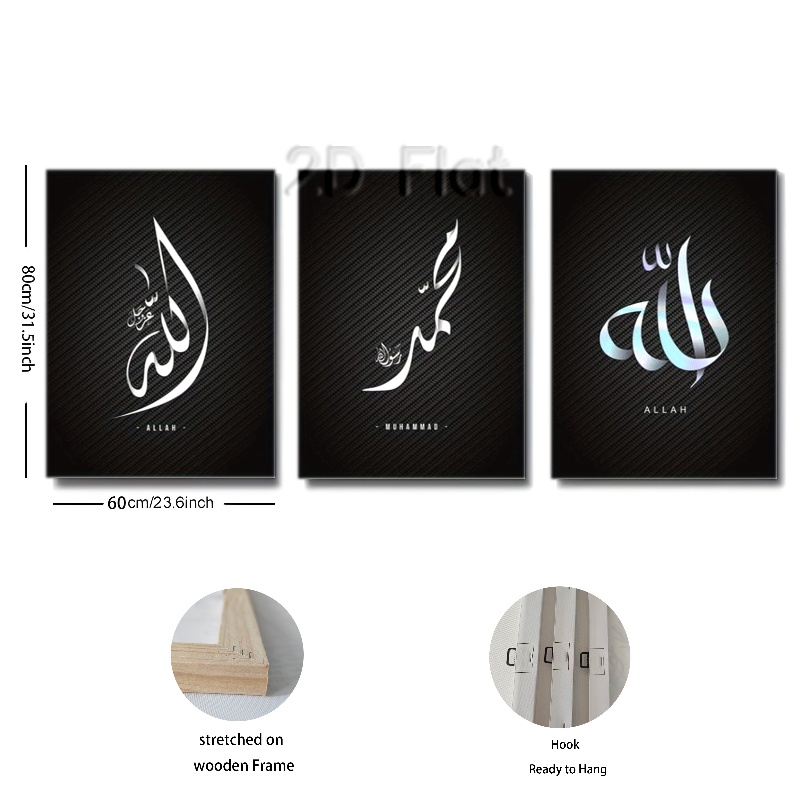 2D Flat
الله
عز وجل
- ALLAH -
محمد
رسول الله
- MUHAMMAD -
الله
ALLAH
80cm/31.5inch
60cm/23.6inch
stretched on
wooden Frame
Hook
Ready to Hang